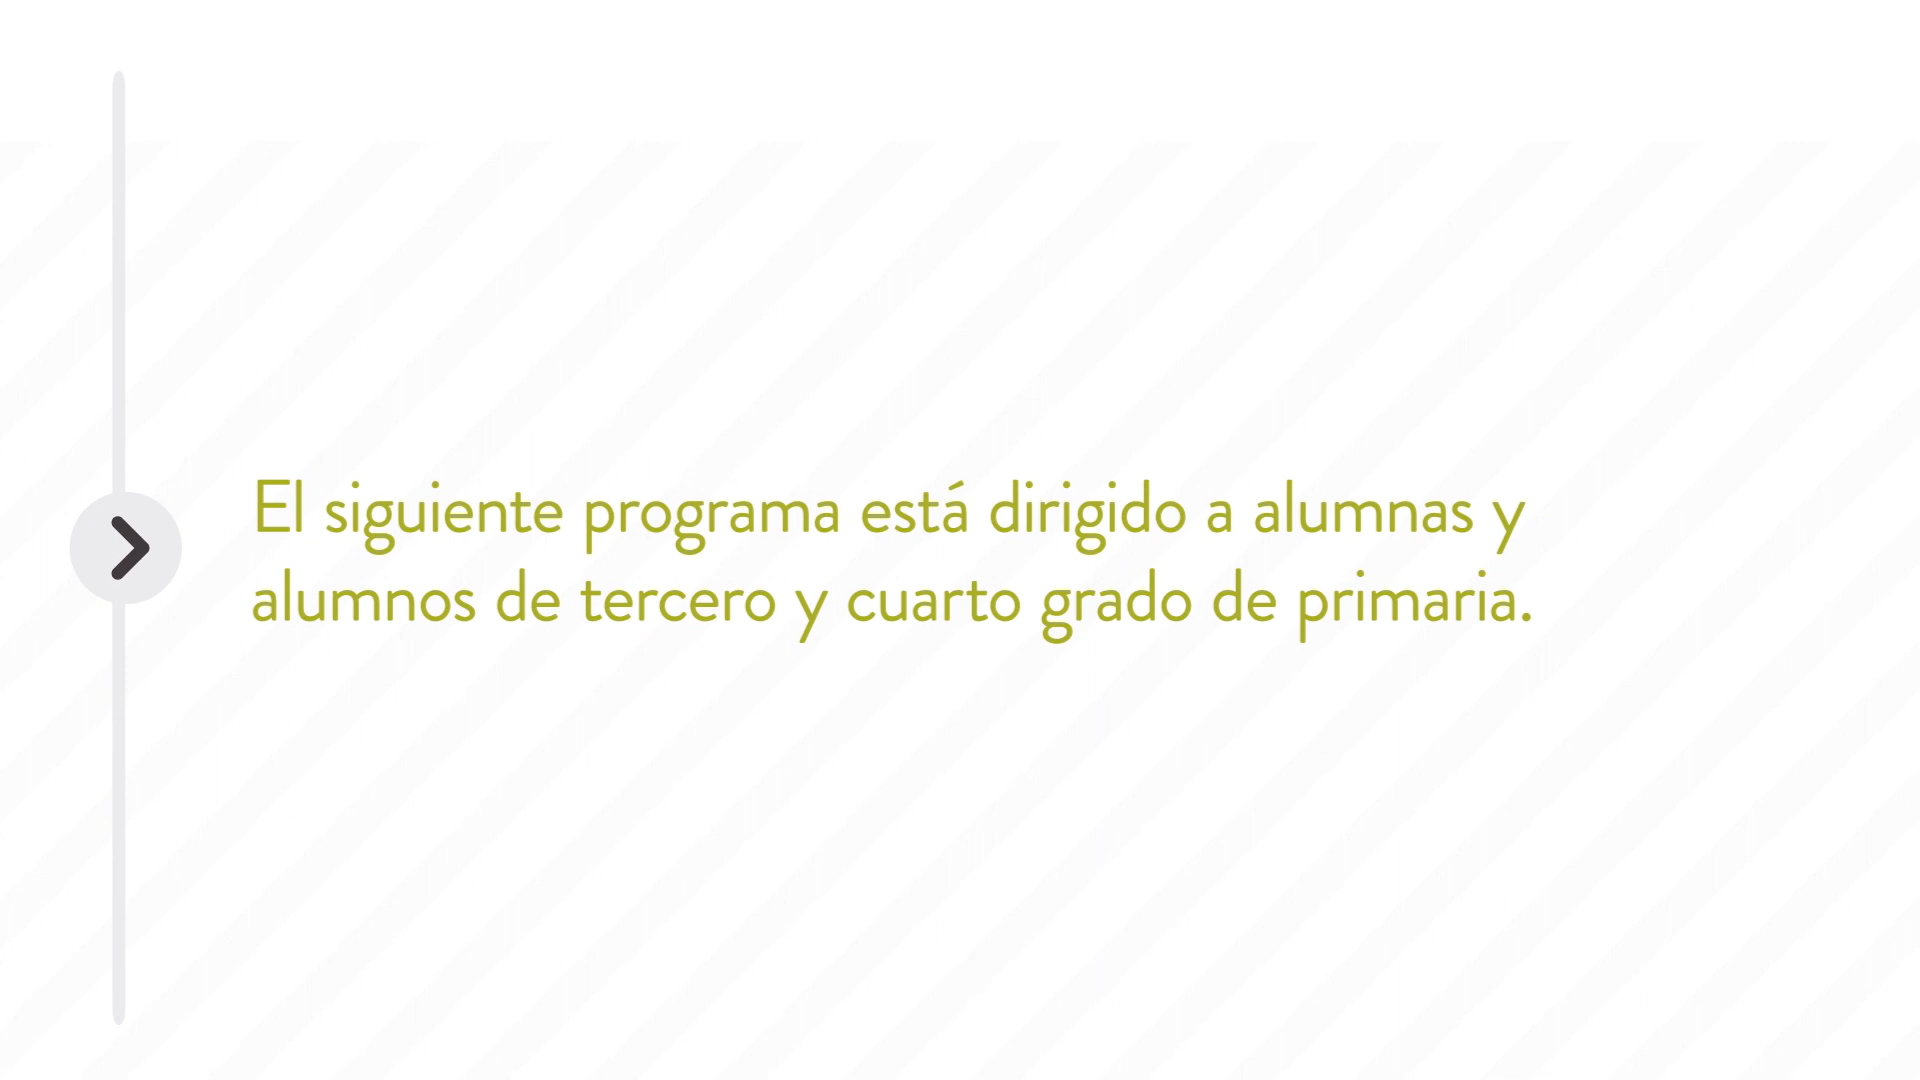 El siguiente programa está dirigido a alumnas y
alumnos de tercero y cuarto grado de primaria.